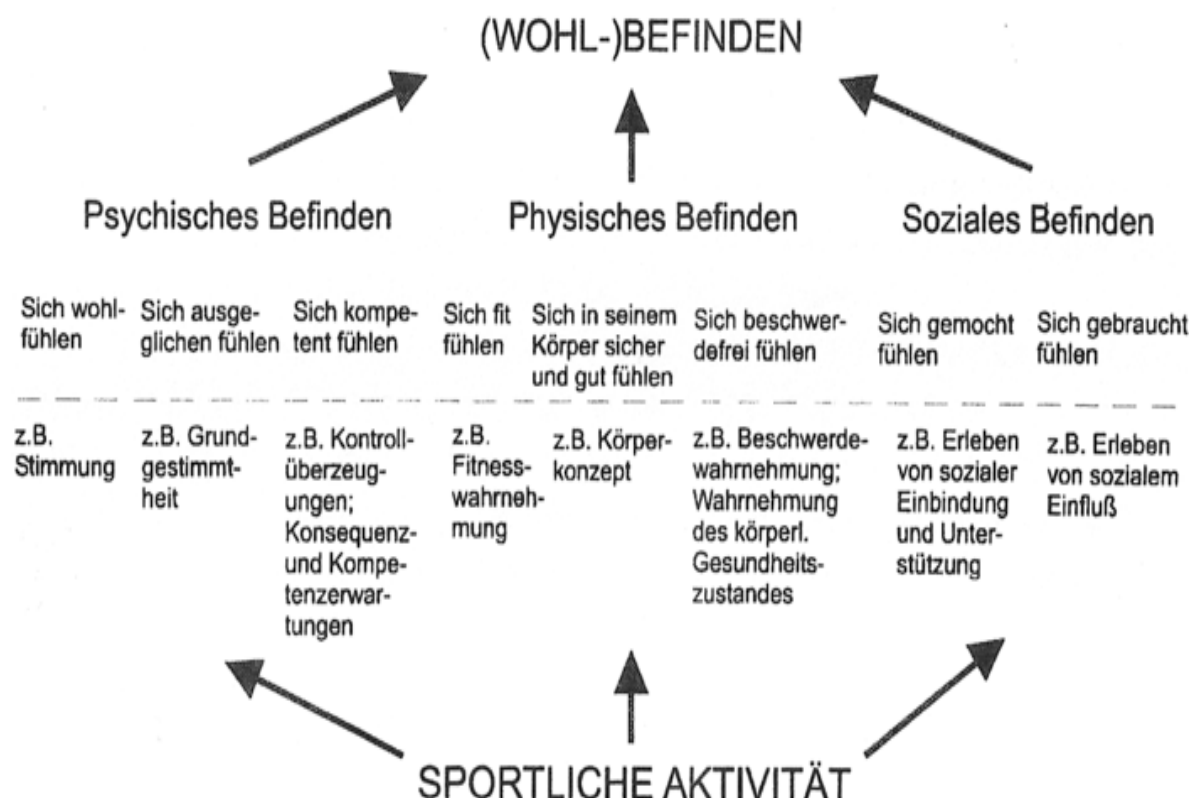 (WOHL-)BEFINDEN
Psychisches Befinden
Physisches Befinden
Soziales Befinden
Sich wohl-
fühlen
Sich ausge-
glichen fühlen
Sich kompe-
tent fühlen
Sich fit
fühlen
Sich in seinem
Körper sicher
und gut fühlen
Sich beschwer-
defrei fühlen
Sich gemocht
fühlen
Sich gebraucht
fühlen
z.B.
Stimmung
z.B. Grund-
gestimmt-
heit
z.B. Kontroll-
überzeug-
ungen;
Konsequenz-
und Kompe-
tenzerwar-
tungen
z.B.
Fitness-
wahrneh-
mung
z.B. Körper-
konzept
z.B. Beschwerde-
wahrnehmung;
Wahrnehmung
des körperl.
Gesundheits-
zustandes
z.B. Erleben
von sozialer
Einbindung
und Unter-
stützung
z.B. Erleben
von sozialem
Einfluß
SPORTLICHE AKTIVITÄT